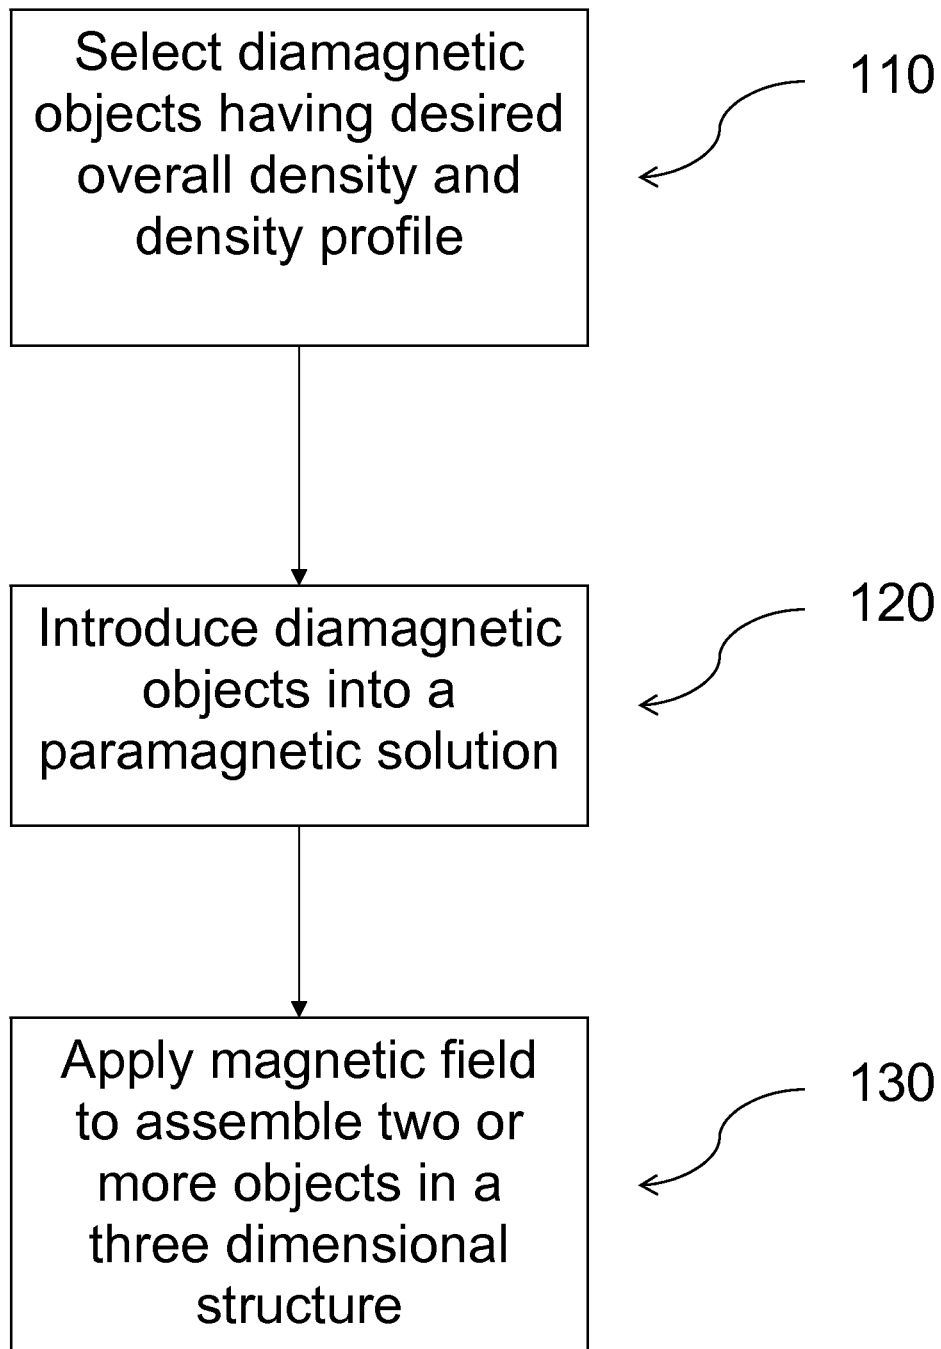 Select diamagnetic
objects having desired
overall density and
density profile
110
Introduce diamagnetic
objects into a
paramagnetic solution
120
Apply magnetic field
to assemble two or
more objects in a
three dimensional
structure
130